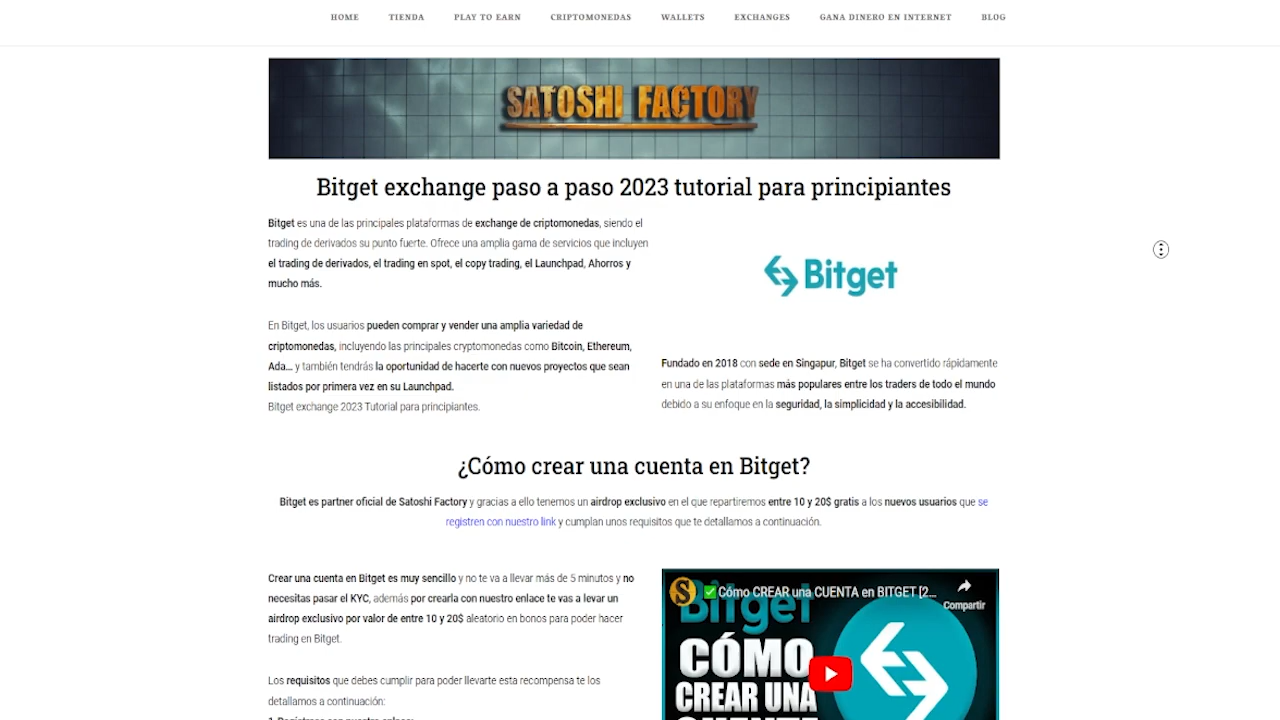 HOME TIENDA PLAY TO EARN CRIPTOMONEDAS WALLETS EXCHANGES GANA DINERO EN INTERNET BLOG
SATOSHI FACTORY
Bitget exchange paso a paso 2023 tutorial para principiantes
Bitget es una de las principales plataformas de exchange de criptomonedas, siendo el
trading de derivados su punto fuerte. Ofrece una amplia gama de servicios que incluyen
el trading de derivados, el trading en spot, el copy trading, el Launchpad, Ahorros y
mucho más.
En Bitget, los usuarios pueden comprar y vender una amplia variedad de
criptomonedas, incluyendo las principales cryptomonedas como Bitcoin, Ethereum,
Ada... y también tendrás la oportunidad de hacerte con nuevos proyectos que sean
listados por primera vez en su Launchpad.
Bitget exchange 2023 Tutorial para principiantes.
Bitget
Fundado en 2018 con sede en Singapur, Bitget se ha convertido rápidamente
en una de las plataformas más populares entre los traders de todo el mundo
debido a su enfoque en la seguridad, la simplicidad y la accesibilidad.
¿Cómo crear una cuenta en Bitget?
Bitget es partner oficial de Satoshi Factory y gracias a ello tenemos un airdrop exclusivo en el que repartiremos entre 10 y 20$ gratis a los nuevos usuarios que se
registren con nuestro link y cumplan unos requisitos que te detallamos a continuación.
Crear una cuenta en Bitget es muy sencillo y no te va a llevar más de 5 minutos y no
necesitas pasar el KYC, además por crearla con nuestro enlace te vas a llevar un
airdrop exclusivo por valor de entre 10 y 20$ aleatorio en bonos para poder hacer
trading en Bitget.
Los requisitos que debes cumplir para poder llevarte esta recompensa te los
detallamos a continuación:
1. Regístrese con nuestro enlace:
S
Cómo CREAR una CUENTA en BITGET [2...
Compartir
Bitget
CÓMO
CREAR UNA
CUENTA